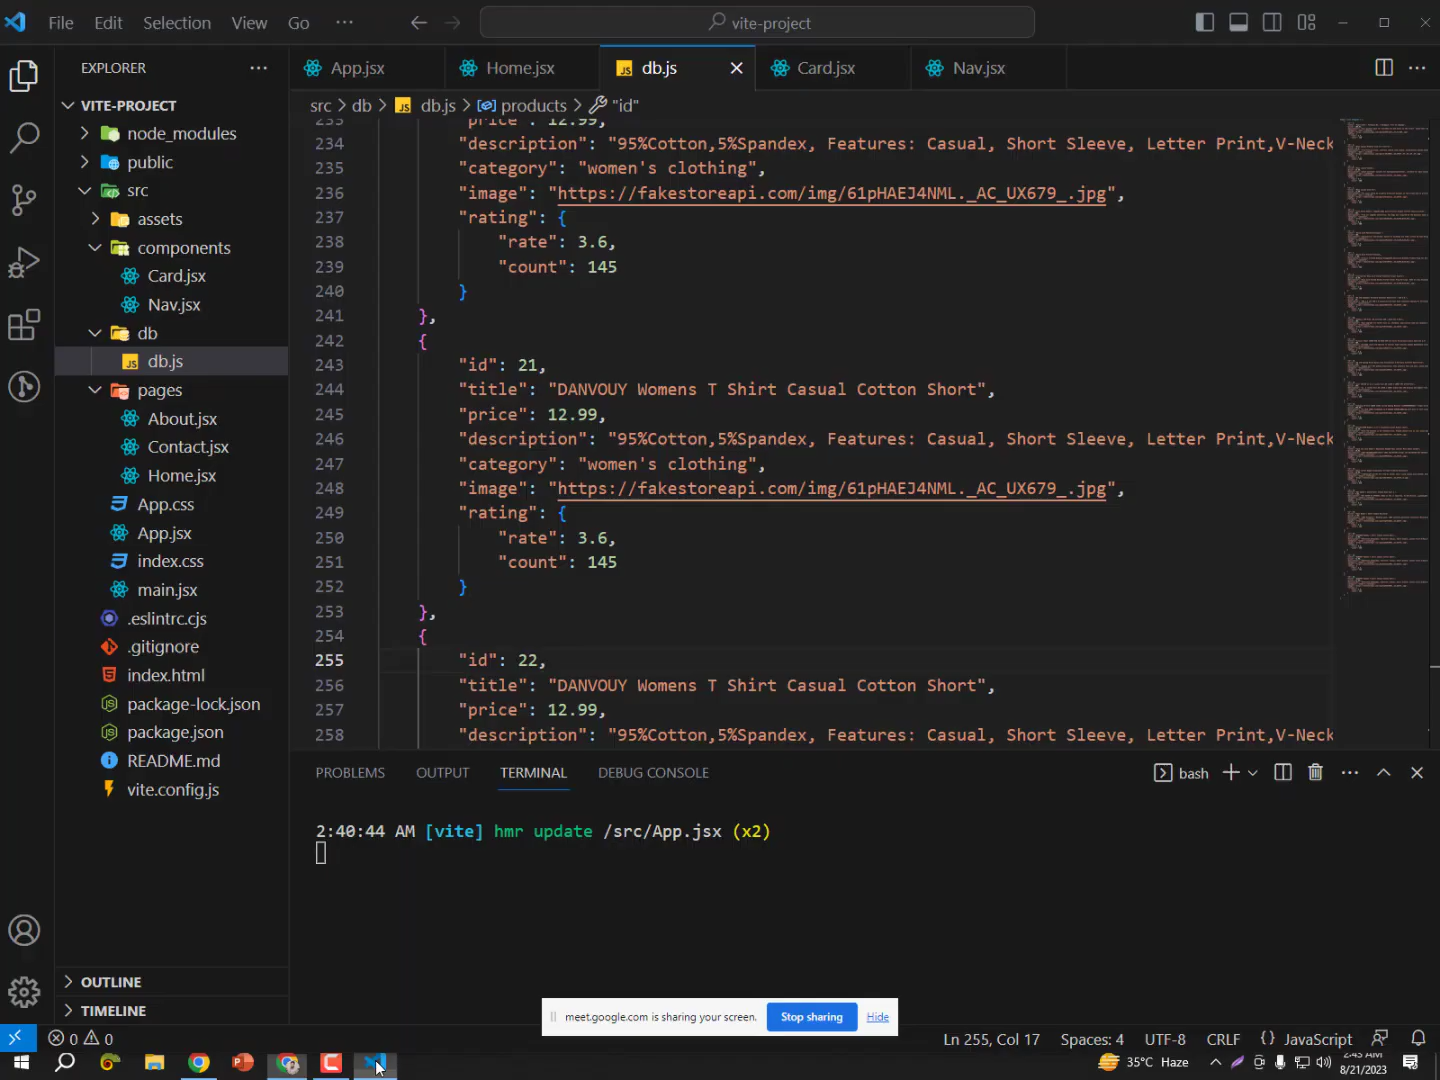 File Edit Selection View Go ··· vite-project
EXPLORER ···
App.jsx Home.jsx db.js Card.jsx Nav.jsx
VITE-PROJECT
node_modules
public
src
assets
components
Card.jsx
Nav.jsx
db
db.js
pages
About.jsx
Contact.jsx
Home.jsx
App.css
App.jsx
index.css
main.jsx
.eslintrc.cjs
.gitignore
index.html
package-lock.json
package.json
README.md
vite.config.js
OUTLINE
TIMELINE
src > db > db.js > products > "id"
233 "price": 12.99,
234 "description": "95%Cotton,5%Spandex, Features: Casual, Short Sleeve, Letter Print,V-Neck
235 "category": "women's clothing",
236 "image": "https://fakestoreapi.com/img/61pHAEJ4NML._AC_UX679_.jpg",
237 "rating": {
238 "rate": 3.6,
239 "count": 145
240 }
241 },
242 {
243 "id": 21,
244 "title": "DANVOUY Womens T Shirt Casual Cotton Short",
245 "price": 12.99,
246 "description": "95%Cotton,5%Spandex, Features: Casual, Short Sleeve, Letter Print,V-Neck
247 "category": "women's clothing",
248 "image": "https://fakestoreapi.com/img/61pHAEJ4NML._AC_UX679_.jpg",
249 "rating": {
250 "rate": 3.6,
251 "count": 145
252 }
253 },
254 {
255 "id": 22,
256 "title": "DANVOUY Womens T Shirt Casual Cotton Short",
257 "price": 12.99,
258 "description": "95%Cotton,5%Spandex, Features: Casual, Short Sleeve, Letter Print,V-Neck
PROBLEMS OUTPUT TERMINAL DEBUG CONSOLE bash
2:40:44 AM [vite] hmr update /src/App.jsx (x2)
meet.google.com is sharing your screen. Stop sharing Hide
0 0 Ln 255, Col 17 Spaces: 4 UTF-8 CRLF {} JavaScript
35°C Haze
2:43 AM
8/21/2023